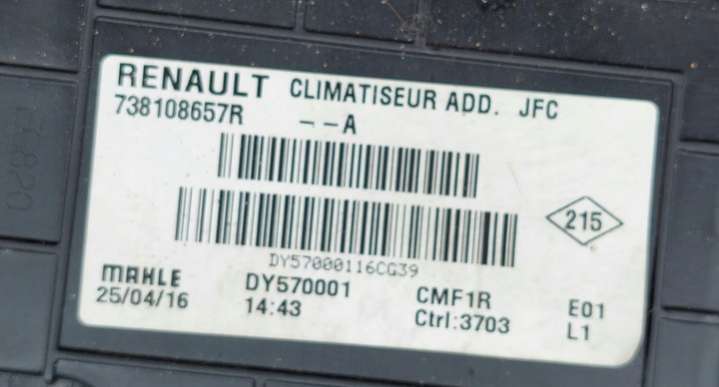 RENAULT CLIMATISEUR ADD. JFC
738108657R --A
215
DY57000116CG39
MAHLE DY570001 CMF1R E01
25/04/16 14:43 Ctrl:3703 L1